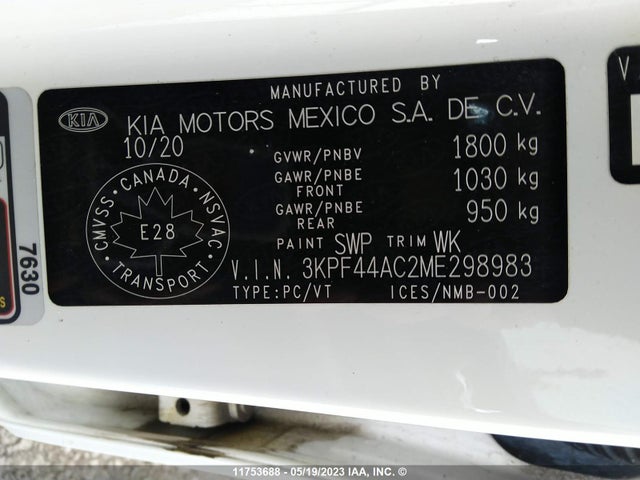 MANUFACTURED BY
KIA KIA MOTORS MEXICO S.A. DE C.V.
10/20
GVWR/PNBV 1800 kg
GAWR/PNBE FRONT 1030 kg
GAWR/PNBE REAR 950 kg
PAINT SWP TRIM WK
V.I.N. 3KPF44AC2ME298983
TYPE:PC/VT ICES/NMB-002
CANADA
CMVSS
NSVAC
E28
TRANSPORT
7630
V
11753688 - 05/19/2023 IAA, INC. ©